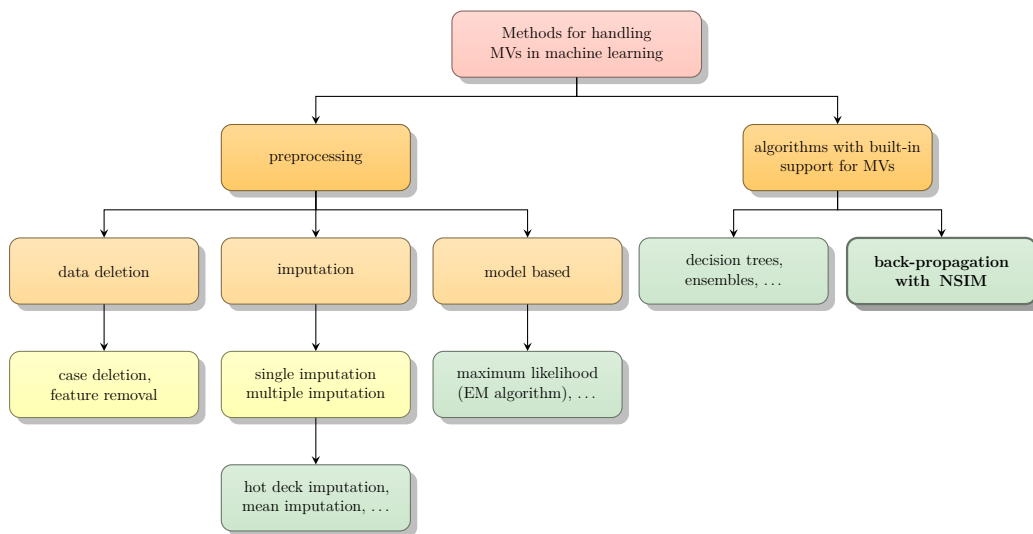 Methods for handling
MVs in machine learning
preprocessing
algorithms with built-in
support for MVs
data deletion
imputation
model based
decision trees,
ensembles, . . .
back-propagation
with NSIM
case deletion,
feature removal
single imputation
multiple imputation
maximum likelihood
(EM algorithm), . . .
hot deck imputation,
mean imputation, . . .